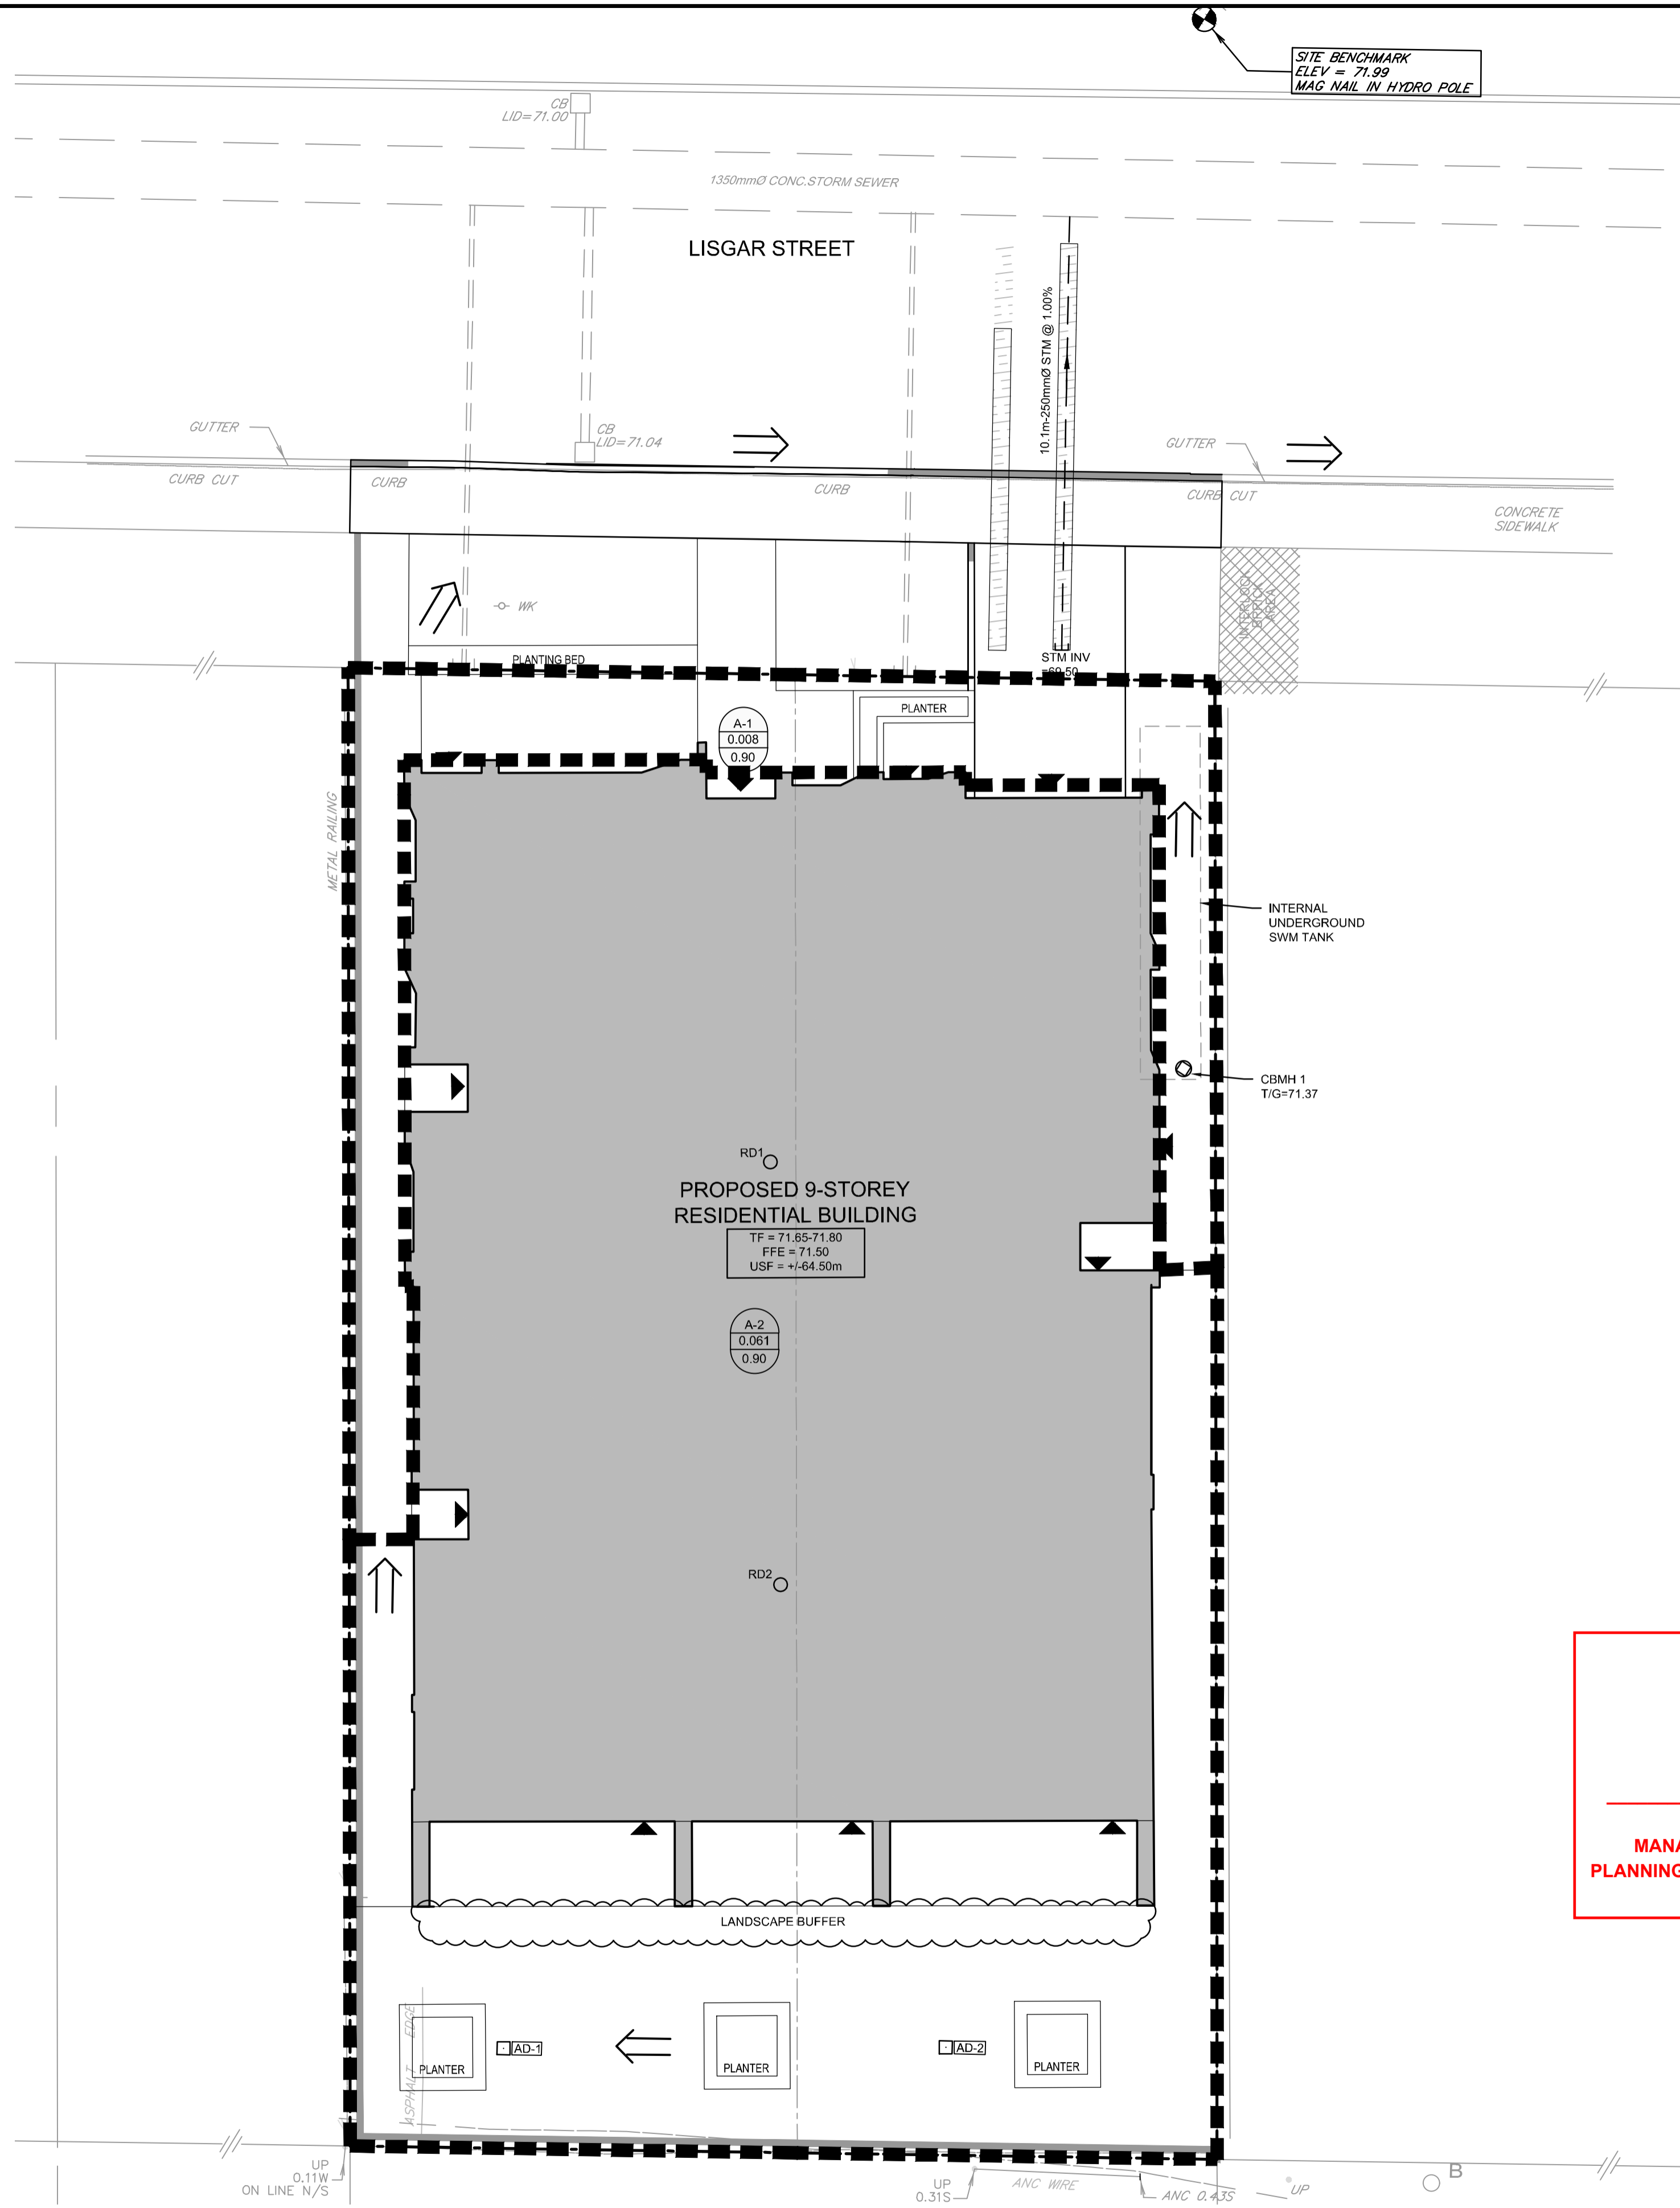 SITE BENCHMARK
ELEV = 71.99
MAG NAIL IN HYDRO POLE
CB
LID=71.00
1350mmØ CONC.STORM SEWER
LISGAR STREET
10.1m-250mmØ STM @ 1.00%
GUTTER
CB
LID=71.04
GUTTER
CURB CUT
CURB
CURB
CURB CUT
CONCRETE
SIDEWALK
INTERLOCK
BRICK
AREA
WK
PLANTING BED
STM INV
=69.50
PLANTER
A-1
0.008
0.90
METAL RAILING
INTERNAL
UNDERGROUND
SWM TANK
CBMH 1
T/G=71.37
RD1
PROPOSED 9-STOREY
RESIDENTIAL BUILDING
TF = 71.65-71.80
FFE = 71.50
USF = +/-64.50m
A-2
0.061
0.90
RD2
MANA
PLANNING
LANDSCAPE BUFFER
ASPHALT EDGE
PLANTER
AD-1
PLANTER
AD-2
PLANTER
UP
0.11W
ON LINE N/S
UP
0.31S
ANC WIRE
ANC 0.43S
UP
B